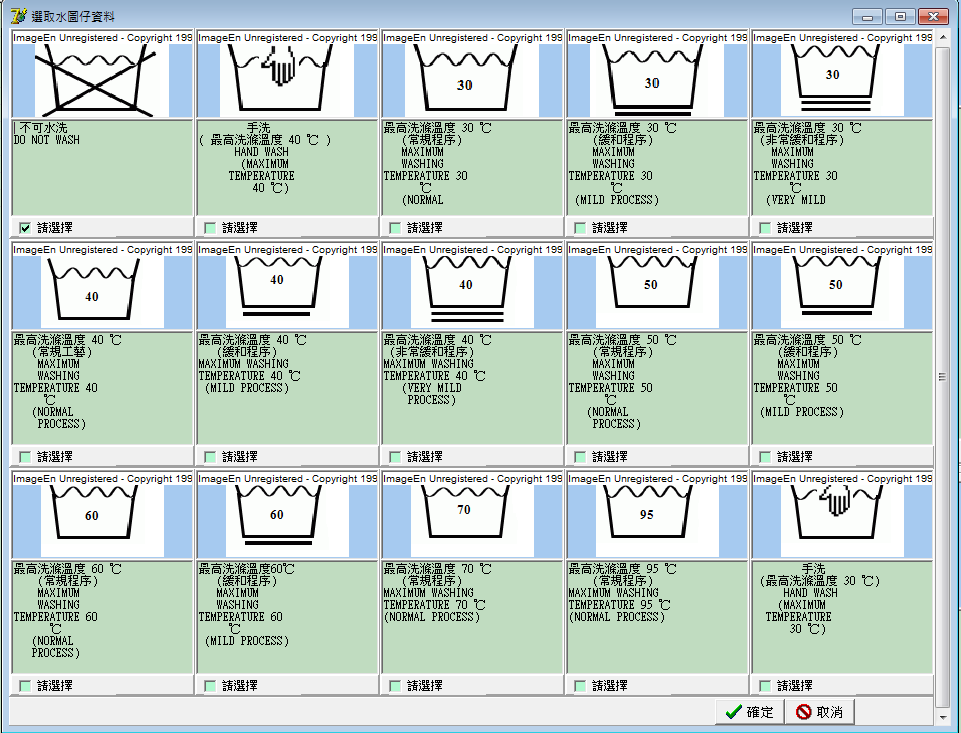 選取水圖仔資料
ImageEn Unregistered - Copyright 199
不可水洗
DO NOT WASH
請選擇
ImageEn Unregistered - Copyright 199
手洗
( 最高洗滌溫度 40 ℃ )
HAND WASH
(MAXIMUM
TEMPERATURE
40 ℃)
請選擇
ImageEn Unregistered - Copyright 199
30
最高洗滌溫度 30 ℃
(常規程序)
MAXIMUM
WASHING
TEMPERATURE 30
℃
(NORMAL
請選擇
ImageEn Unregistered - Copyright 199
30
最高洗滌溫度 30 ℃
(緩和程序)
MAXIMUM
WASHING
TEMPERATURE 30
℃
(MILD PROCESS)
請選擇
ImageEn Unregistered - Copyright 199
30
最高洗滌溫度 30 ℃
(非常緩和程序)
MAXIMUM
WASHING
TEMPERATURE 30
℃
(VERY MILD
請選擇
ImageEn Unregistered - Copyright 199
40
最高洗滌溫度 40 ℃
(常規工藝)
MAXIMUM
WASHING
TEMPERATURE 40
℃
(NORMAL
PROCESS)
請選擇
ImageEn Unregistered - Copyright 199
40
最高洗滌溫度 40 ℃
(緩和程序)
MAXIMUM WASHING
TEMPERATURE 40 ℃
(MILD PROCESS)
請選擇
ImageEn Unregistered - Copyright 199
40
最高洗滌溫度 40 ℃
(非常緩和程序)
MAXIMUM WASHING
TEMPERATURE 40 ℃
(VERY MILD
PROCESS)
請選擇
ImageEn Unregistered - Copyright 199
50
最高洗滌溫度 50 ℃
(常規程序)
MAXIMUM
WASHING
TEMPERATURE 50
℃
(NORMAL
PROCESS)
請選擇
ImageEn Unregistered - Copyright 199
50
最高洗滌溫度 50 ℃
(緩和程序)
MAXIMUM
WASHING
TEMPERATURE 50
℃
(MILD PROCESS)
請選擇
ImageEn Unregistered - Copyright 199
60
最高洗滌溫度 60 ℃
(常規程序)
MAXIMUM
WASHING
TEMPERATURE 60
℃
(NORMAL
PROCESS)
請選擇
ImageEn Unregistered - Copyright 199
60
最高洗滌溫度60℃
(緩和程序)
MAXIMUM
WASHING
TEMPERATURE 60
℃
(MILD PROCESS)
請選擇
ImageEn Unregistered - Copyright 199
70
最高洗滌溫度 70 ℃
(常規程序)
MAXIMUM WASHING
TEMPERATURE 70 ℃
(NORMAL PROCESS)
請選擇
ImageEn Unregistered - Copyright 199
95
最高洗滌溫度 95 ℃
(常規程序)
MAXIMUM WASHING
TEMPERATURE 95 ℃
(NORMAL PROCESS)
請選擇
ImageEn Unregistered - Copyright 199
手洗
(最高洗滌溫度 30 ℃)
HAND WASH
(MAXIMUM
TEMPERATURE
30 ℃)
請選擇
確定
取消